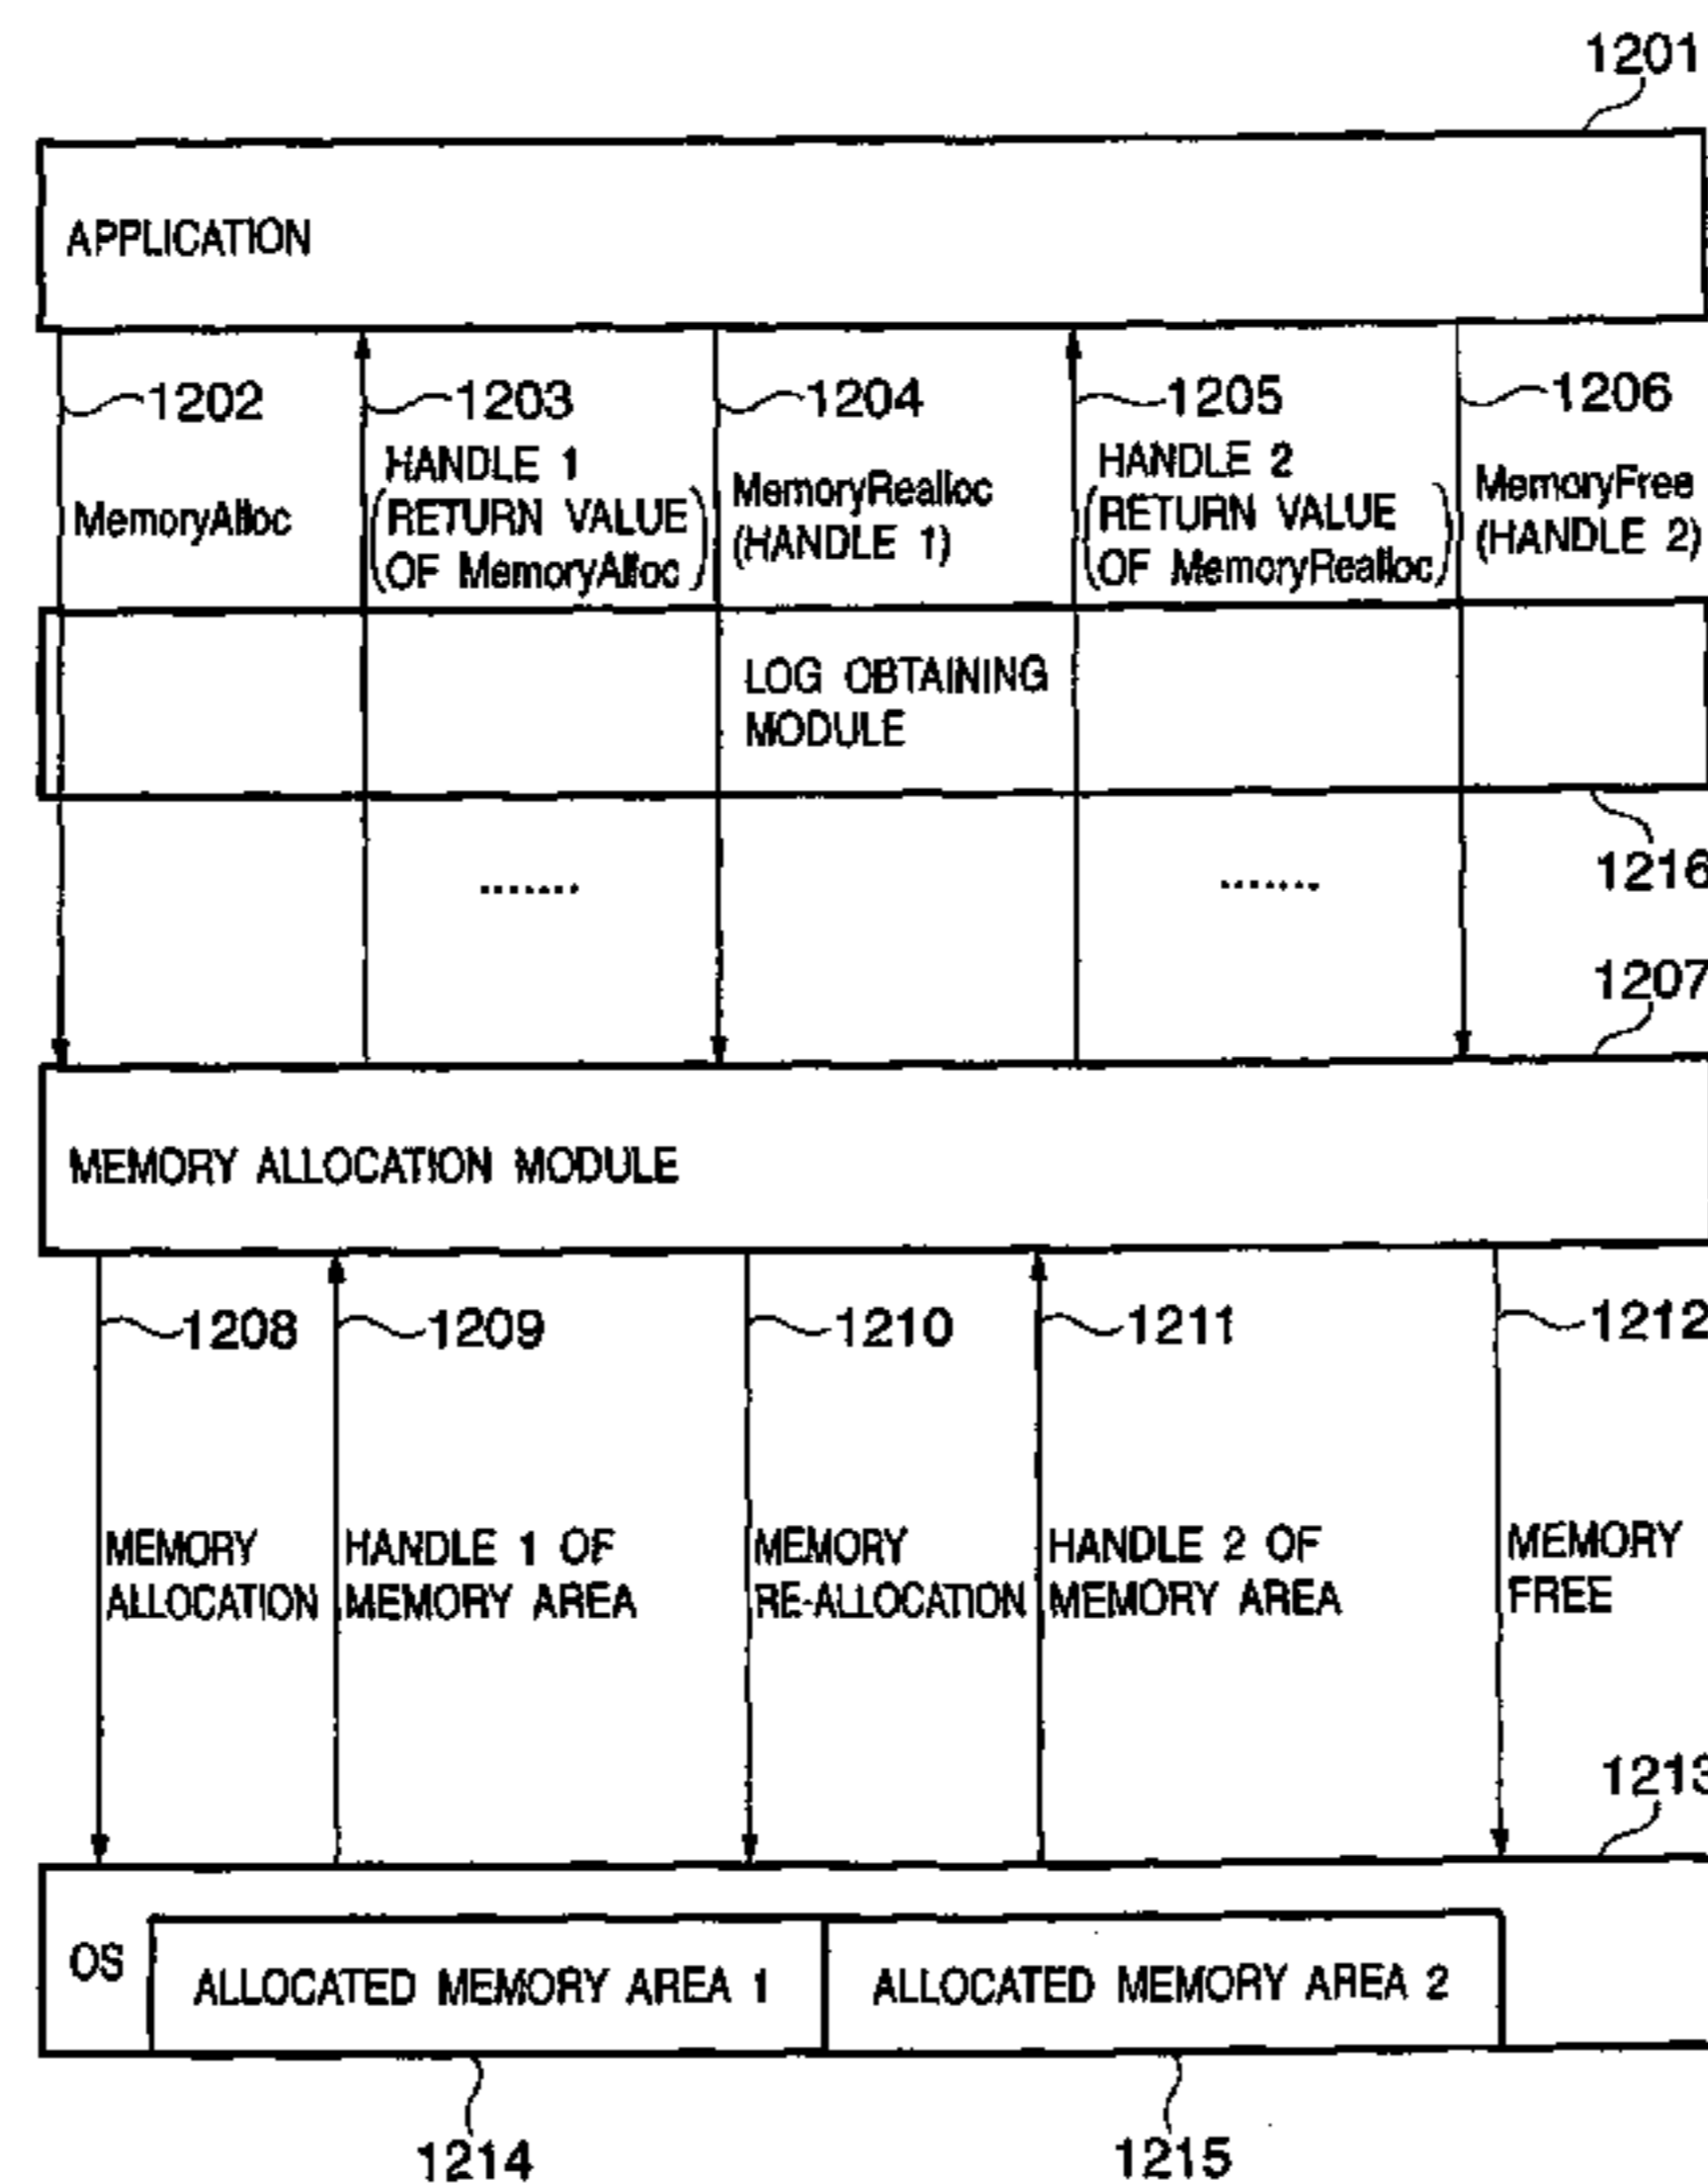 1201
APPLICATION
1202
1203
1204
1205
1206
MemoryAlloc
HANDLE 1
(RETURN VALUE
OF MemoryAlloc)
MemoryRealloc
(HANDLE 1)
HANDLE 2
(RETURN VALUE
OF MemoryRealloc)
MemoryFree
(HANDLE 2)
LOG OBTAINING
MODULE
1216
.......
.......
1207
MEMORY ALLOCATION MODULE
1208
1209
1210
1211
1212
MEMORY
ALLOCATION
HANDLE 1 OF
MEMORY AREA
MEMORY
RE-ALLOCATION
HANDLE 2 OF
MEMORY AREA
MEMORY
FREE
1213
OS
ALLOCATED MEMORY AREA 1
ALLOCATED MEMORY AREA 2
1214
1215